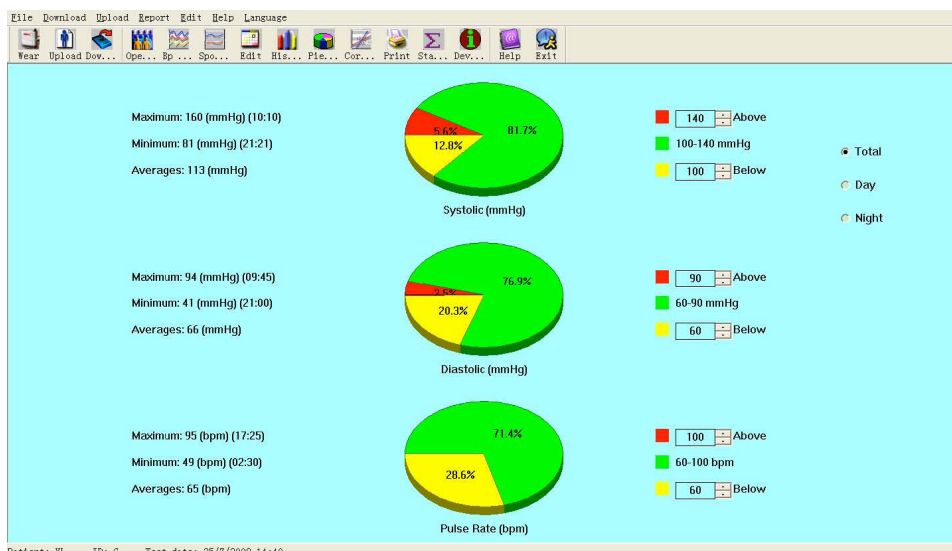 File Download Upload Report Edit Help Language
Wear Upload Dow... Ope... Bp ... Spo... Edit His... Pie... Cor... Print Sta... Dev... Help Exit
Maximum: 160 (mmHg) (10:10)
Minimum: 81 (mmHg) (21:21)
Averages: 113 (mmHg)
5.6%
81.7%
12.8%
Systolic (mmHg)
140 Above
100-140 mmHg
100 Below
Total
Day
Night
Maximum: 94 (mmHg) (09:45)
Minimum: 41 (mmHg) (21:00)
Averages: 66 (mmHg)
76.9%
20.3%
Diastolic (mmHg)
90 Above
60-90 mmHg
60 Below
Maximum: 95 (bpm) (17:25)
Minimum: 49 (bpm) (02:30)
Averages: 65 (bpm)
71.4%
28.6%
Pulse Rate (bpm)
100 Above
60-100 bpm
60 Below